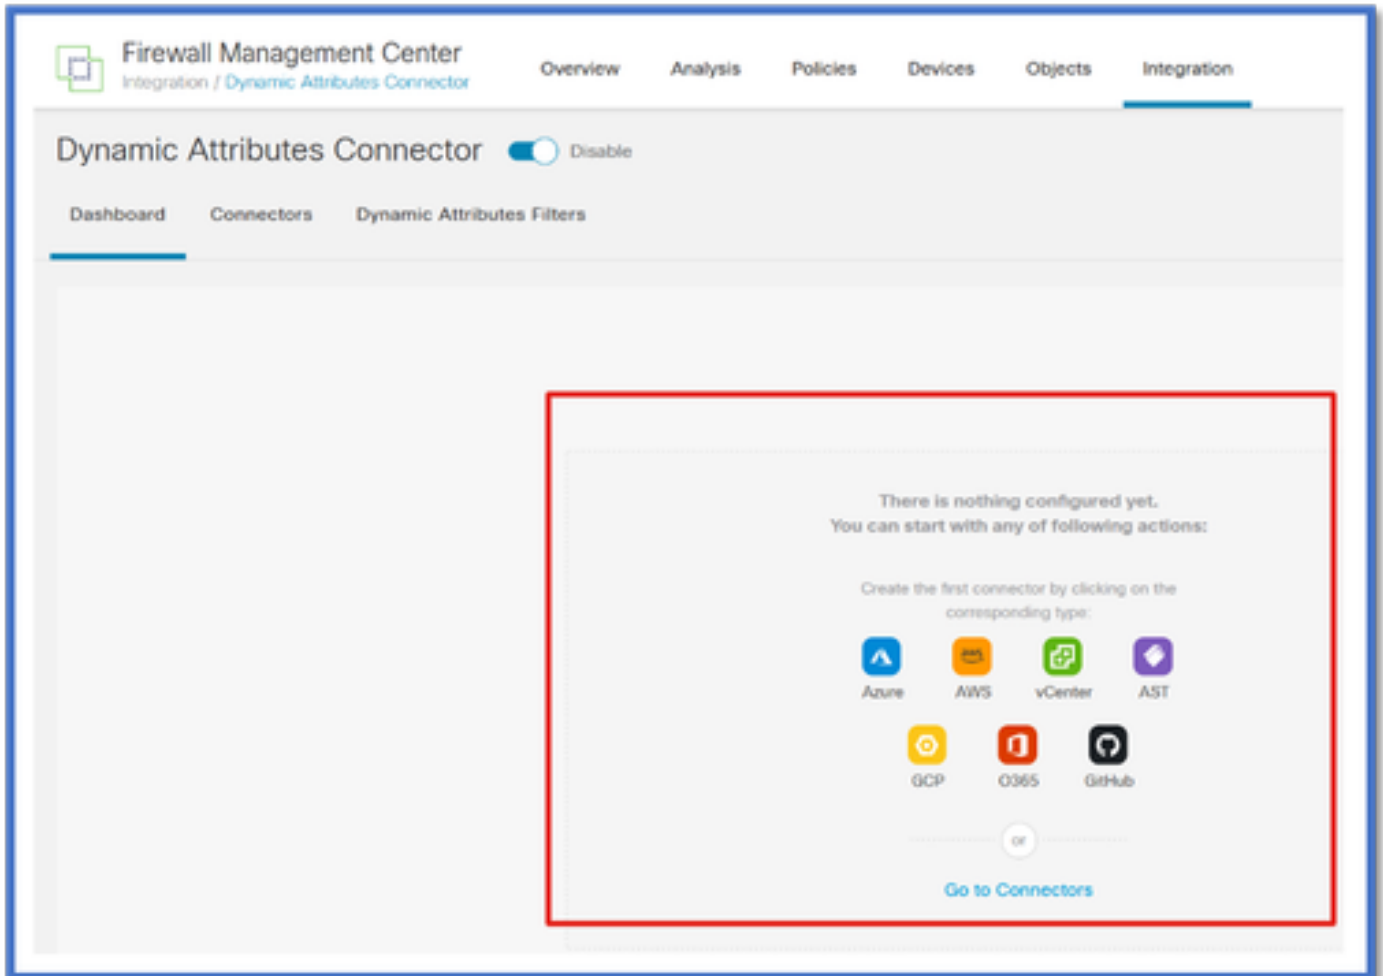 Firewall Management Center
Integration / Dynamic Attributes Connector
Overview Analysis Policies Devices Objects Integration
Dynamic Attributes Connector Disable
Dashboard Connectors Dynamic Attributes Filters
There is nothing configured yet.
You can start with any of following actions:
Create the first connector by clicking on the
corresponding type:
aws
Azure AWS vCenter AST
GCP O365 GitHub
or
Go to Connectors